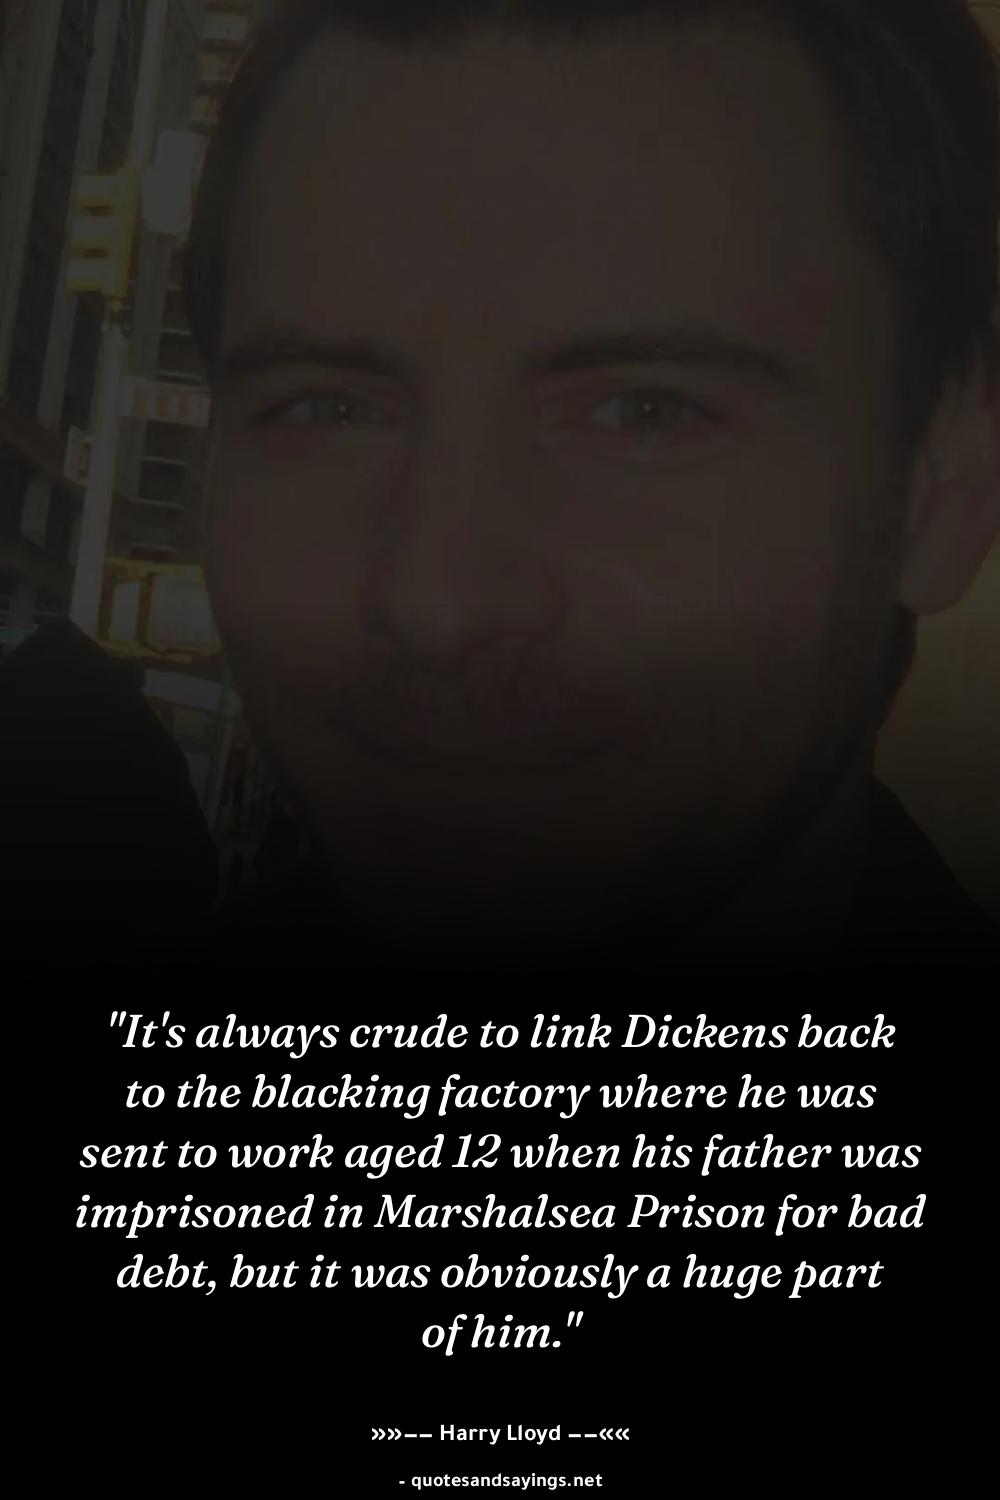 "It's always crude to link Dickens back
to the blacking factory where he was
sent to work aged 12 when his father was
imprisoned in Marshalsea Prison for bad
debt, but it was obviously a huge part
of him."
»»–– Harry Lloyd ––««
- quotesandsayings.net